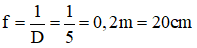 f = 1/D = 1/5 = 0,2m = 20cm